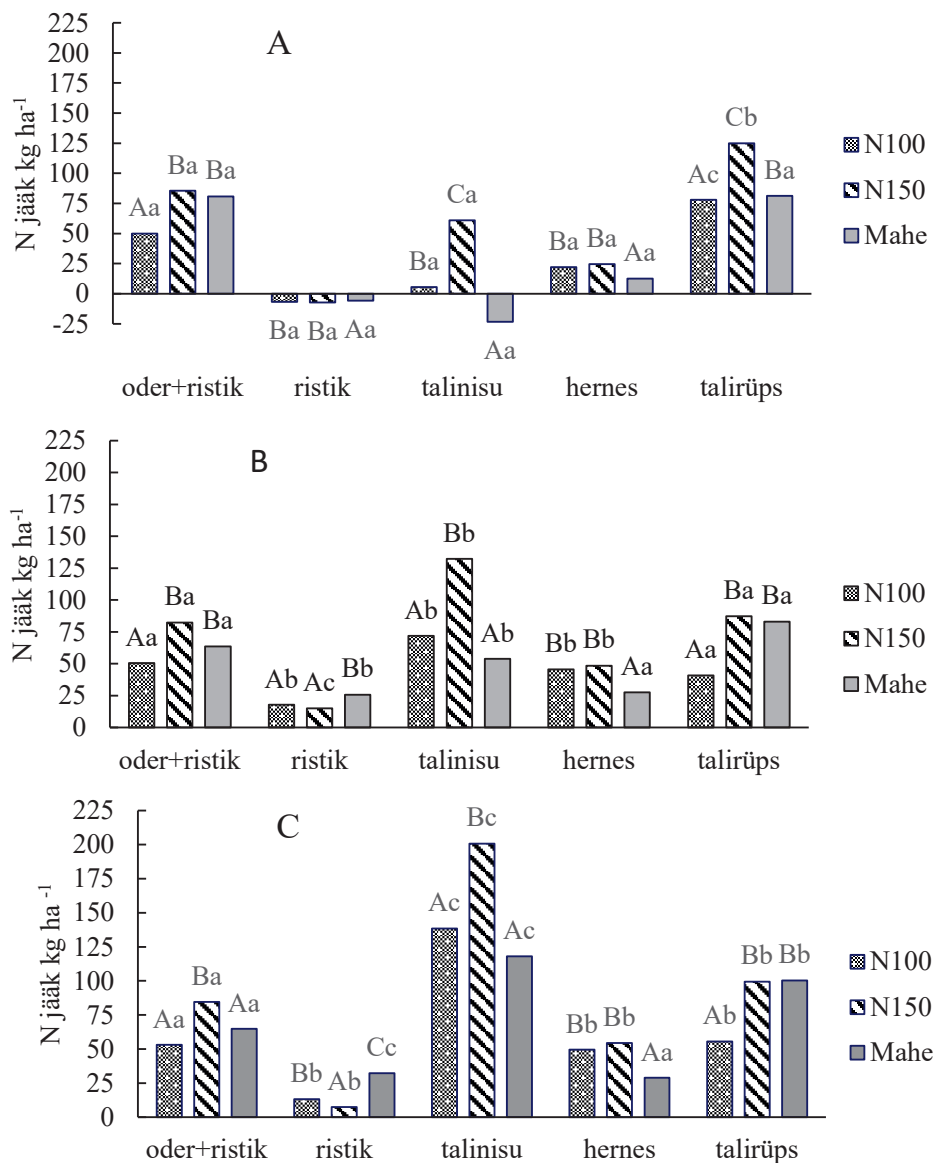 A
N jääk kg ha-1
225
200
175
150
125
100
75
50
25
0
-25
Aa Ba Ba
Ba Ba Aa
Ba Ca Aa
Ba Ba Aa
Ac Cb Ba
oder+ristik ristik talinisu hernes talirüps
N100
N150
Mahe
B
N jääk kg ha-1
225
200
175
150
125
100
75
50
25
0
Aa Ba Ba
Ab Ac Bb
Ab Bb Ab
Bb Bb Aa
Aa Ba Ba
oder+ristik ristik talinisu hernes talirüps
N100
N150
Mahe
C
N jääk kg ha -1
225
200
175
150
125
100
75
50
25
0
Aa Ba Aa
Bb Ab Cc
Ac Bc Ac
Bb Bb Aa
Ab Bb Bb
oder+ristik ristik talinisu hernes talirüps
N100
N150
Mahe